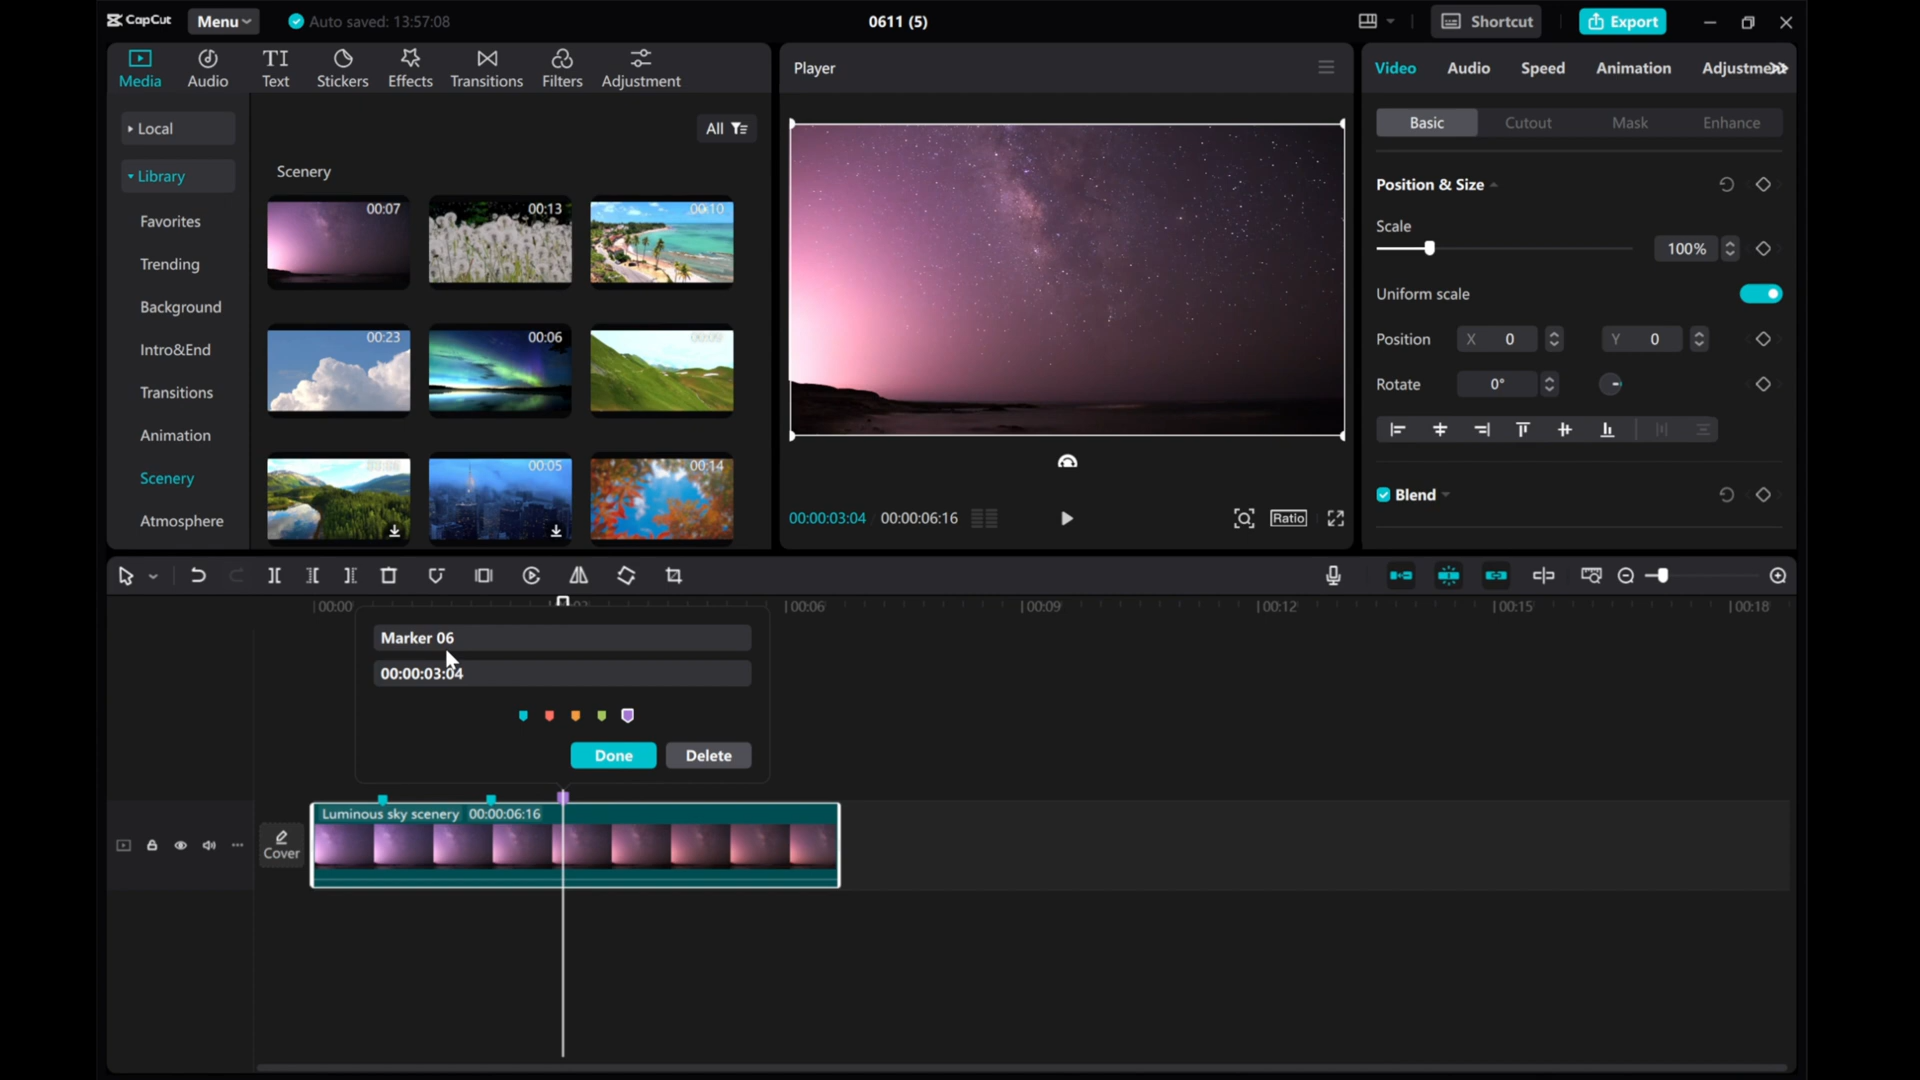 CapCut
Menu
Auto saved: 13:57:08
0611 (5)
Shortcut
Export
Media
Audio
Text
Stickers
Effects
Transitions
Filters
Adjustment
Local
Library
Favorites
Trending
Background
Intro&End
Transitions
Animation
Scenery
Atmosphere
All
Scenery
00:07
00:13
00:10
00:23
00:06
00:05
00:14
Player
00:00:03:04
00:00:06:16
Ratio
Video
Audio
Speed
Animation
Adjustment
Basic
Cutout
Mask
Enhance
Position & Size
Scale
100%
Uniform scale
Position
X 0
Y 0
Rotate
0°
Blend
00:00
00:06
00:09
00:12
00:15
00:18
Marker 06
00:00:03:04
Done
Delete
Cover
Luminous sky scenery 00:00:06:16